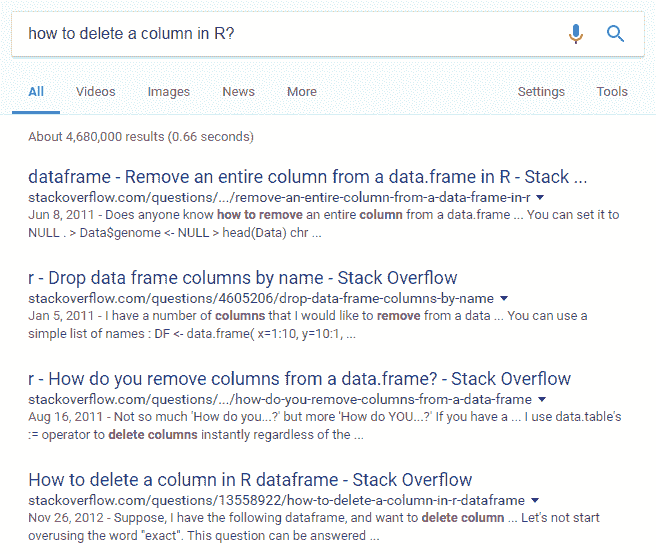 how to delete a column in R?
All Videos Images News More Settings Tools
About 4,680,000 results (0.66 seconds)
dataframe - Remove an entire column from a data.frame in R - Stack ...
stackoverflow.com/questions/.../remove-an-entire-column-from-a-data-frame-in-r
Jun 8, 2011 - Does anyone know how to remove an entire column from a data.frame ... You can set it to
NULL . > Data$genome <- NULL > head(Data) chr ...
r - Drop data frame columns by name - Stack Overflow
stackoverflow.com/questions/4605206/drop-data-frame-columns-by-name
Jan 5, 2011 - I have a number of columns that I would like to remove from a data ... You can use a
simple list of names : DF <- data.frame( x=1:10, y=10:1, ...
r - How do you remove columns from a data.frame? - Stack Overflow
stackoverflow.com/questions/.../how-do-you-remove-columns-from-a-data-frame
Aug 16, 2011 - Not so much 'How do you...?' but more 'How do YOU...?' If you have a ... I use data.table's
:= operator to delete columns instantly regardless of the ...
How to delete a column in R dataframe - Stack Overflow
stackoverflow.com/questions/13558922/how-to-delete-a-column-in-r-dataframe
Nov 26, 2012 - Suppose, I have the following dataframe, and want to delete column ... Let's not start
overusing the word "exact". This question can be answered ...